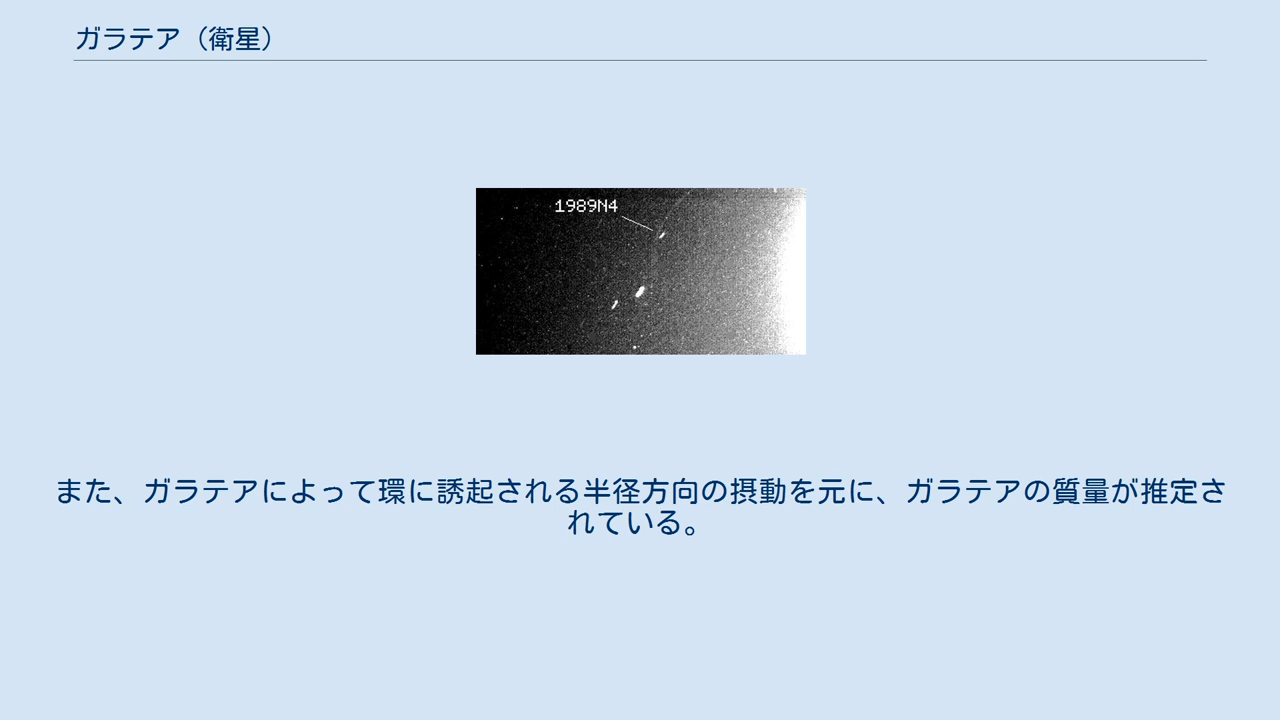 ガラテア（衛星）
1989N4
また、ガラテアによって環に誘起される半径方向の摂動を元に、ガラテアの質量が推定さ
れている。